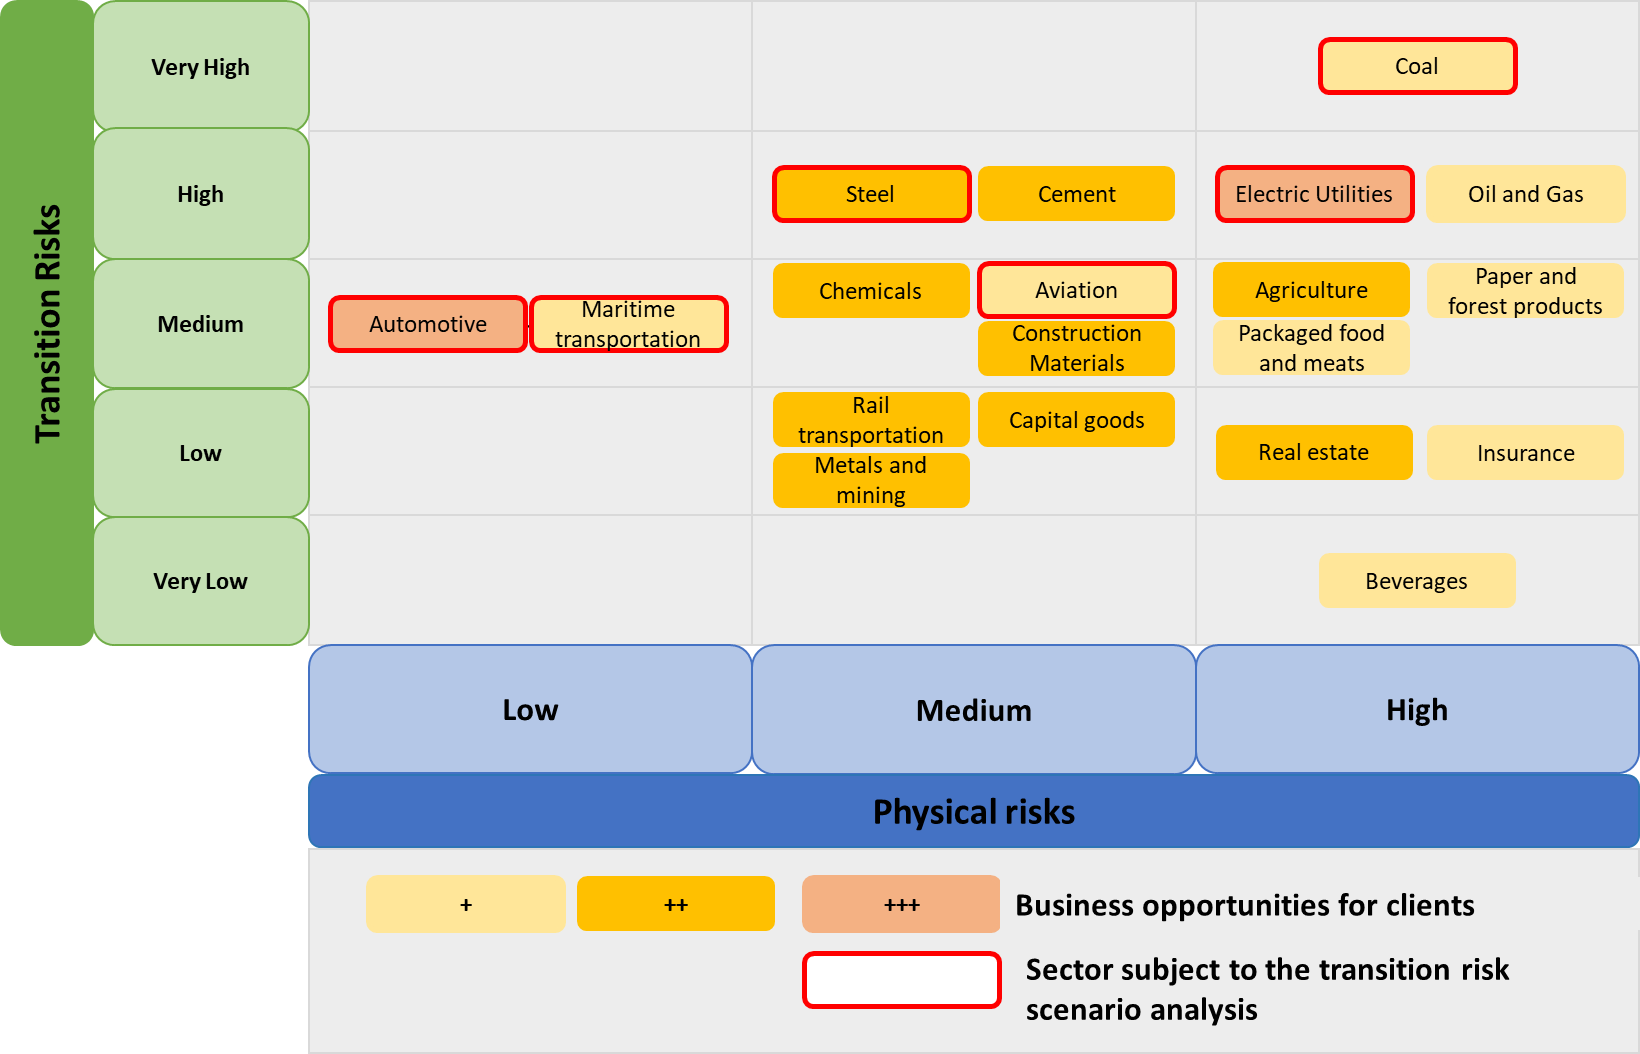 Transition Risks
Very High
Coal
High
Steel
Cement
Electric Utilities
Oil and Gas
Medium
Automotive
Maritime
transportation
Chemicals
Aviation
Construction
Materials
Agriculture
Paper and
forest products
Packaged food
and meats
Low
Rail
transportation
Capital goods
Metals and
mining
Real estate
Insurance
Very Low
Beverages
Low
Medium
High
Physical risks
+
++
+++
Business opportunities for clients
Sector subject to the transition risk
scenario analysis